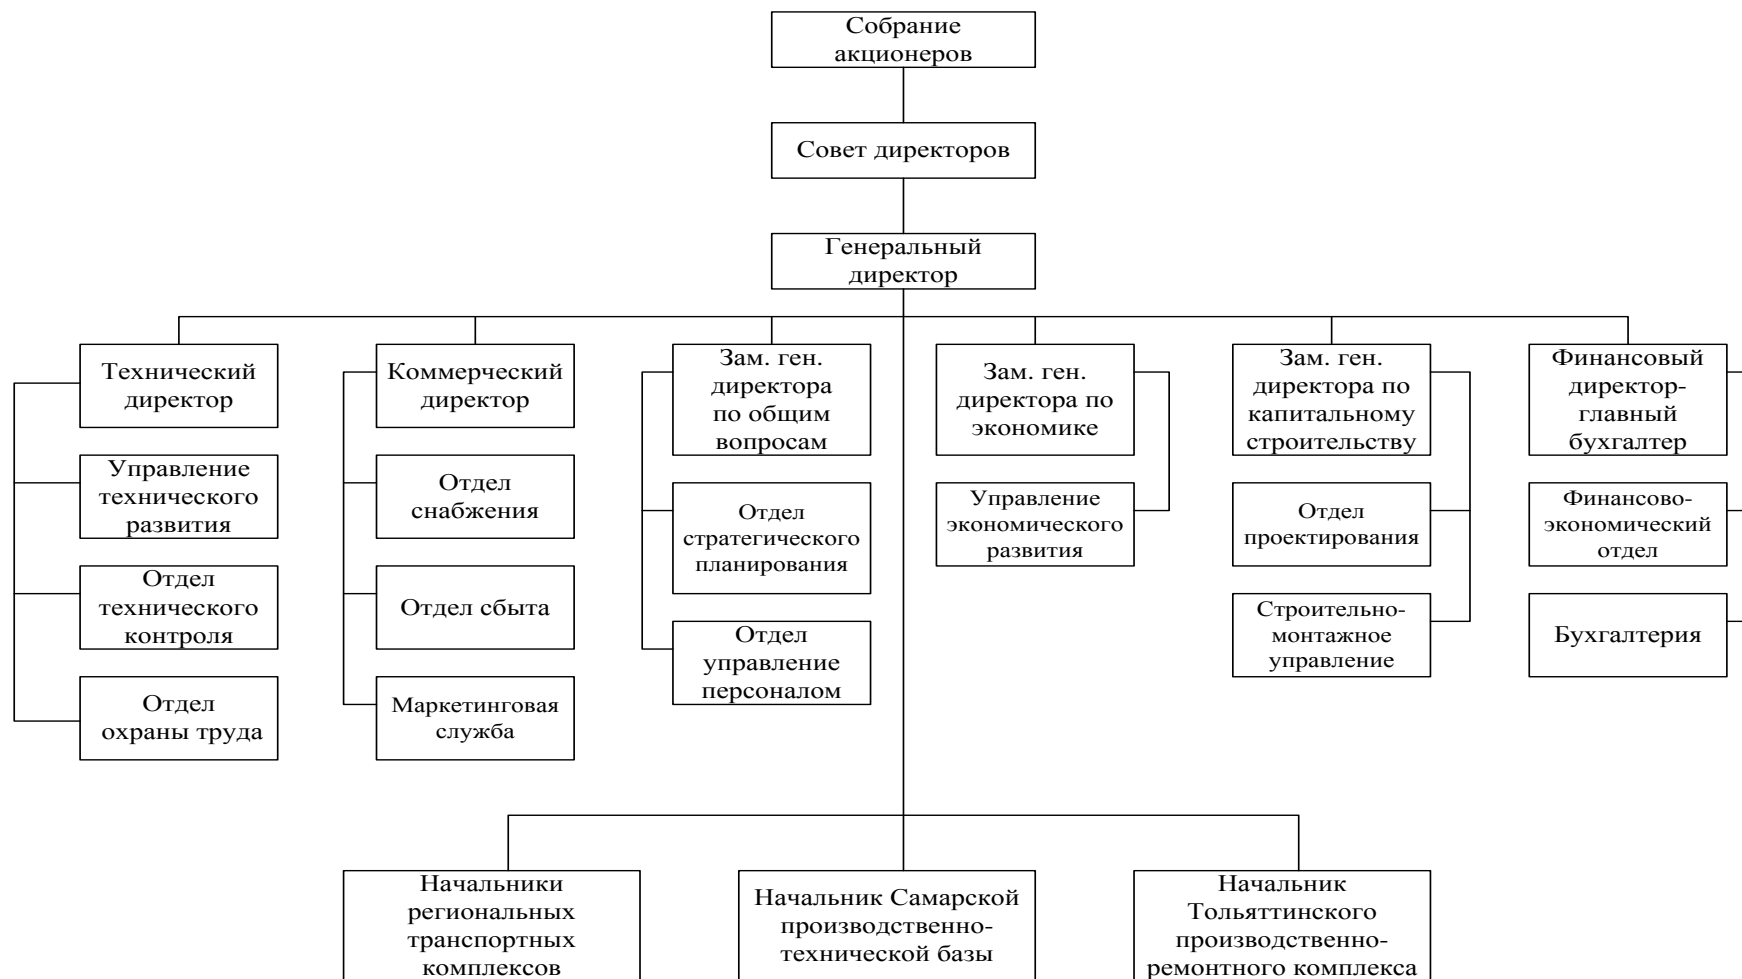 Собрание
акционеров
Совет директоров
Генеральный
директор
Технический
директор
Управление
технического
развития
Отдел
технического
контроля
Отдел
охраны труда
Коммерческий
директор
Отдел
снабжения
Отдел сбыта
Маркетинговая
служба
Зам. ген.
директора
по общим
вопросам
Отдел
стратегического
планирования
Отдел
управление
персоналом
Зам. ген.
директора по
экономике
Управление
экономического
развития
Зам. ген.
директора по
капитальному
строительству
Отдел
проектирования
Строительно-
монтажное
управление
Финансовый
директор-
главный
бухгалтер
Финансово-
экономический
отдел
Бухгалтерия
Начальники
региональных
транспортных
комплексов
Начальник Самарской
производственно-
технической базы
Начальник
Тольяттинского
производственно-
ремонтного комплекса